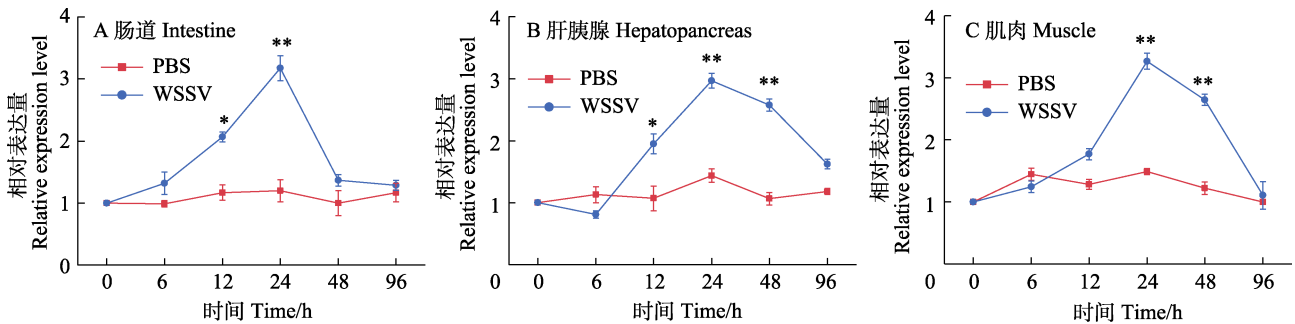 A 肠道 Intestine
PBS
WSSV
*
**
4
3
2
1
0
相对表达量
Relative expression level
0 6 12 24 48 96
时间 Time/h
B 肝胰腺 Hepatopancreas
PBS
WSSV
*
**
**
4
3
2
1
0
相对表达量
Relative expression level
0 6 12 24 48 96
时间 Time/h
C 肌肉 Muscle
PBS
WSSV
**
**
4
3
2
1
0
相对表达量
Relative expression level
0 6 12 24 48 96
时间 Time/h